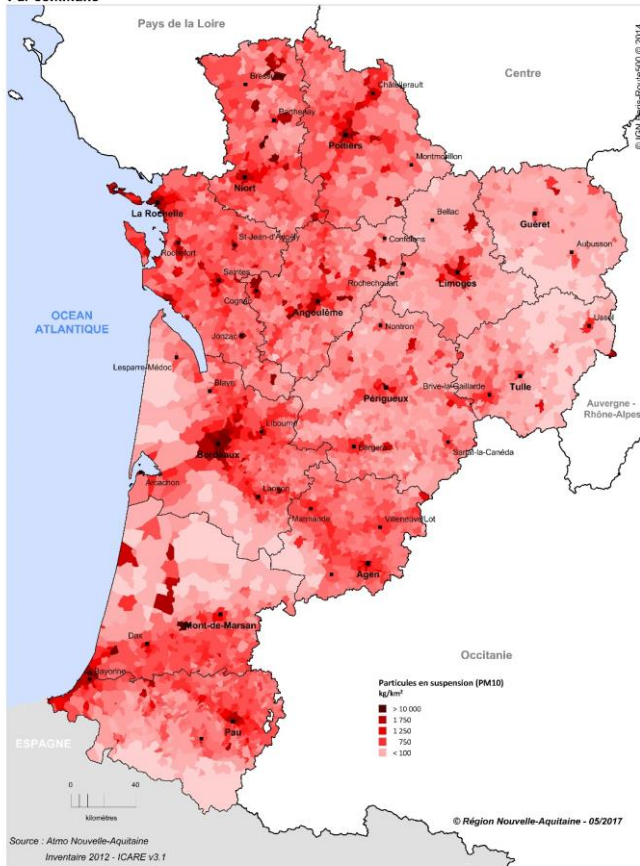 Pays de la Loire
Centre
© IGN Paris-Route500 © 2014
Bressuire
Châtellerault
Parthenay
Poitiers
Montmorillon
Niort
La Rochelle
Bellac
Guéret
St-Jean-d'Angély
Confolens
Aubusson
Rochefort
Saintes
Rochechouart
Limoges
Cognac
Angoulême
OCEAN
ATLANTIQUE
Ussel
Jonzac
Nontron
Lesparre-Médoc
Tulle
Blaye
Périgueux
Brive-la-Gaillarde
Auvergne -
Rhône-Alpes
Libourne
Bordeaux
Bergerac
Sarlat-la-Canéda
Arcachon
Langon
Marmande
Villeneuve/Lot
Agen
Mont-de-Marsan
Dax
Occitanie
Bayonne
Particules en suspension (PM10)
kg/km²
> 10 000
1 750
1 250
750
< 100
Pau
ESPAGNE
0 40
kilomètres
© Région Nouvelle-Aquitaine - 05/2017
Source : Atmo Nouvelle-Aquitaine
Inventaire 2012 - ICARE v3.1